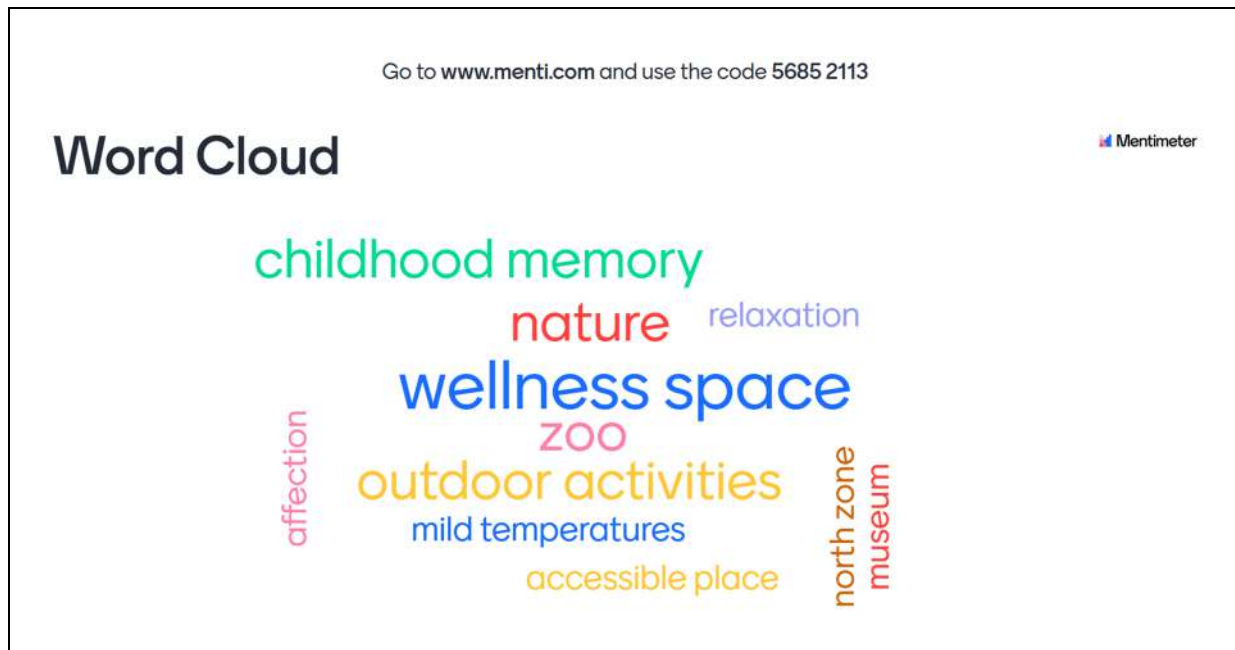 Go to www.menti.com and use the code 5685 2113
Word Cloud
Mentimeter
childhood memory
nature
relaxation
wellness space
zoo
affection
outdoor activities
north zone
museum
mild temperatures
accessible place